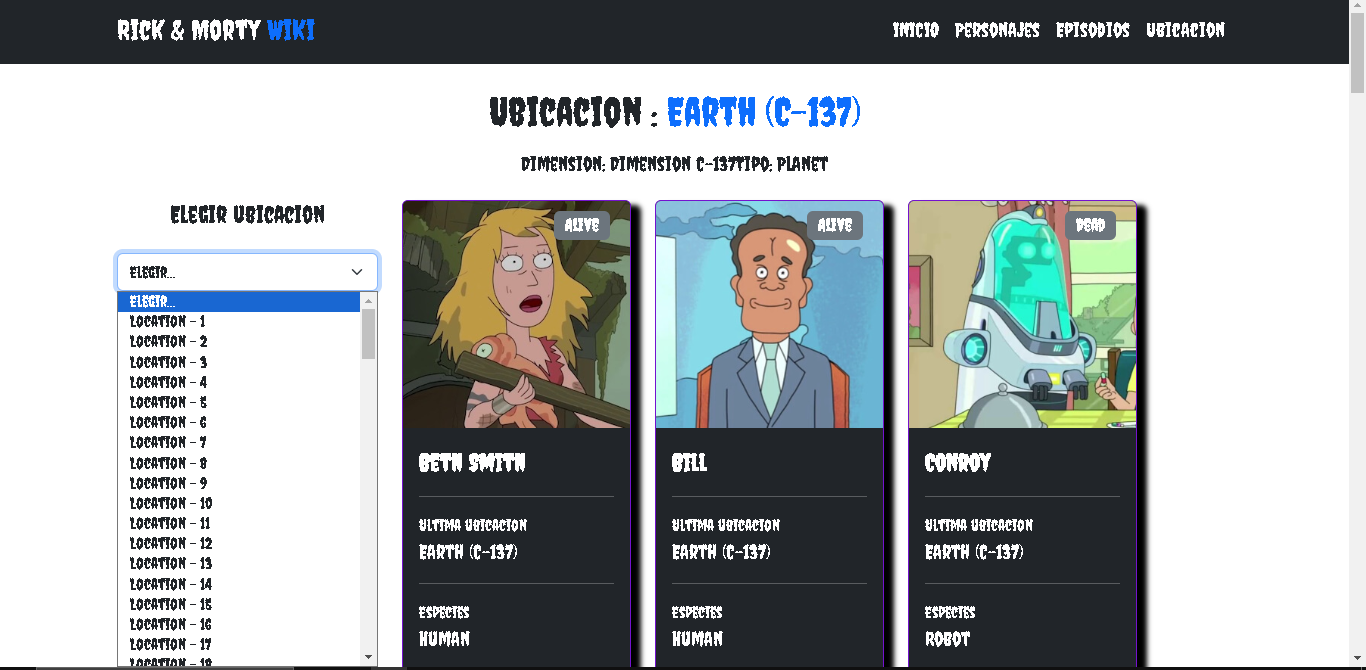 RICK & MORTY WIKI
INICIO PERSONAJES EPISODIOS UBICACION
UBICACION : EARTH (C-137)
DIMENSION: DIMENSION C-137TIPO: PLANET
ELEGIR UBICACION
ELEGIR...
ELEGIR...
LOCATION - 1
LOCATION - 2
LOCATION - 3
LOCATION - 4
LOCATION - 5
LOCATION - 6
LOCATION - 7
LOCATION - 8
LOCATION - 9
LOCATION - 10
LOCATION - 11
LOCATION - 12
LOCATION - 13
LOCATION - 14
LOCATION - 15
LOCATION - 16
LOCATION - 17
LOCATION - 18
ALIVE
BETH SMITH
ULTIMA UBICACION
EARTH (C-137)
ESPECIES
HUMAN
ALIVE
BILL
ULTIMA UBICACION
EARTH (C-137)
ESPECIES
HUMAN
DEAD
CONROY
ULTIMA UBICACION
EARTH (C-137)
ESPECIES
ROBOT